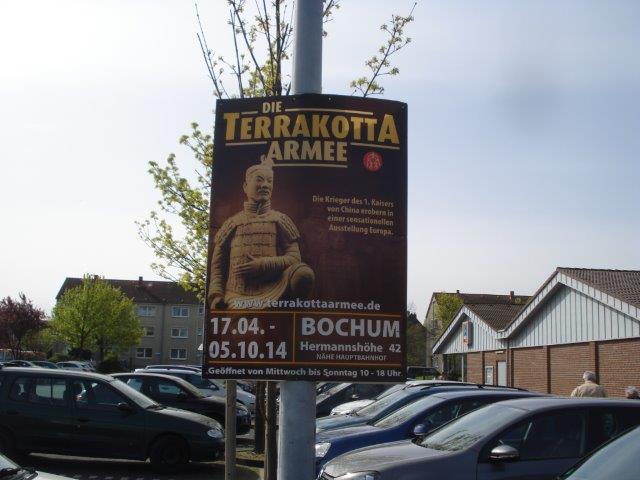 DIE
TERRAKOTTA
ARMEE
Die Krieger des 1. Kaisers
von China erobern in
einer sensationellen
Ausstellung Europa.
www.terrakottaarmee.de
17.04.-
05.10.14
BOCHUM
Hermannshöhe 42
NÄHE HAUPTBAHNHOF
Geöffnet von Mittwoch bis Sonntag 10 - 18 Uhr.